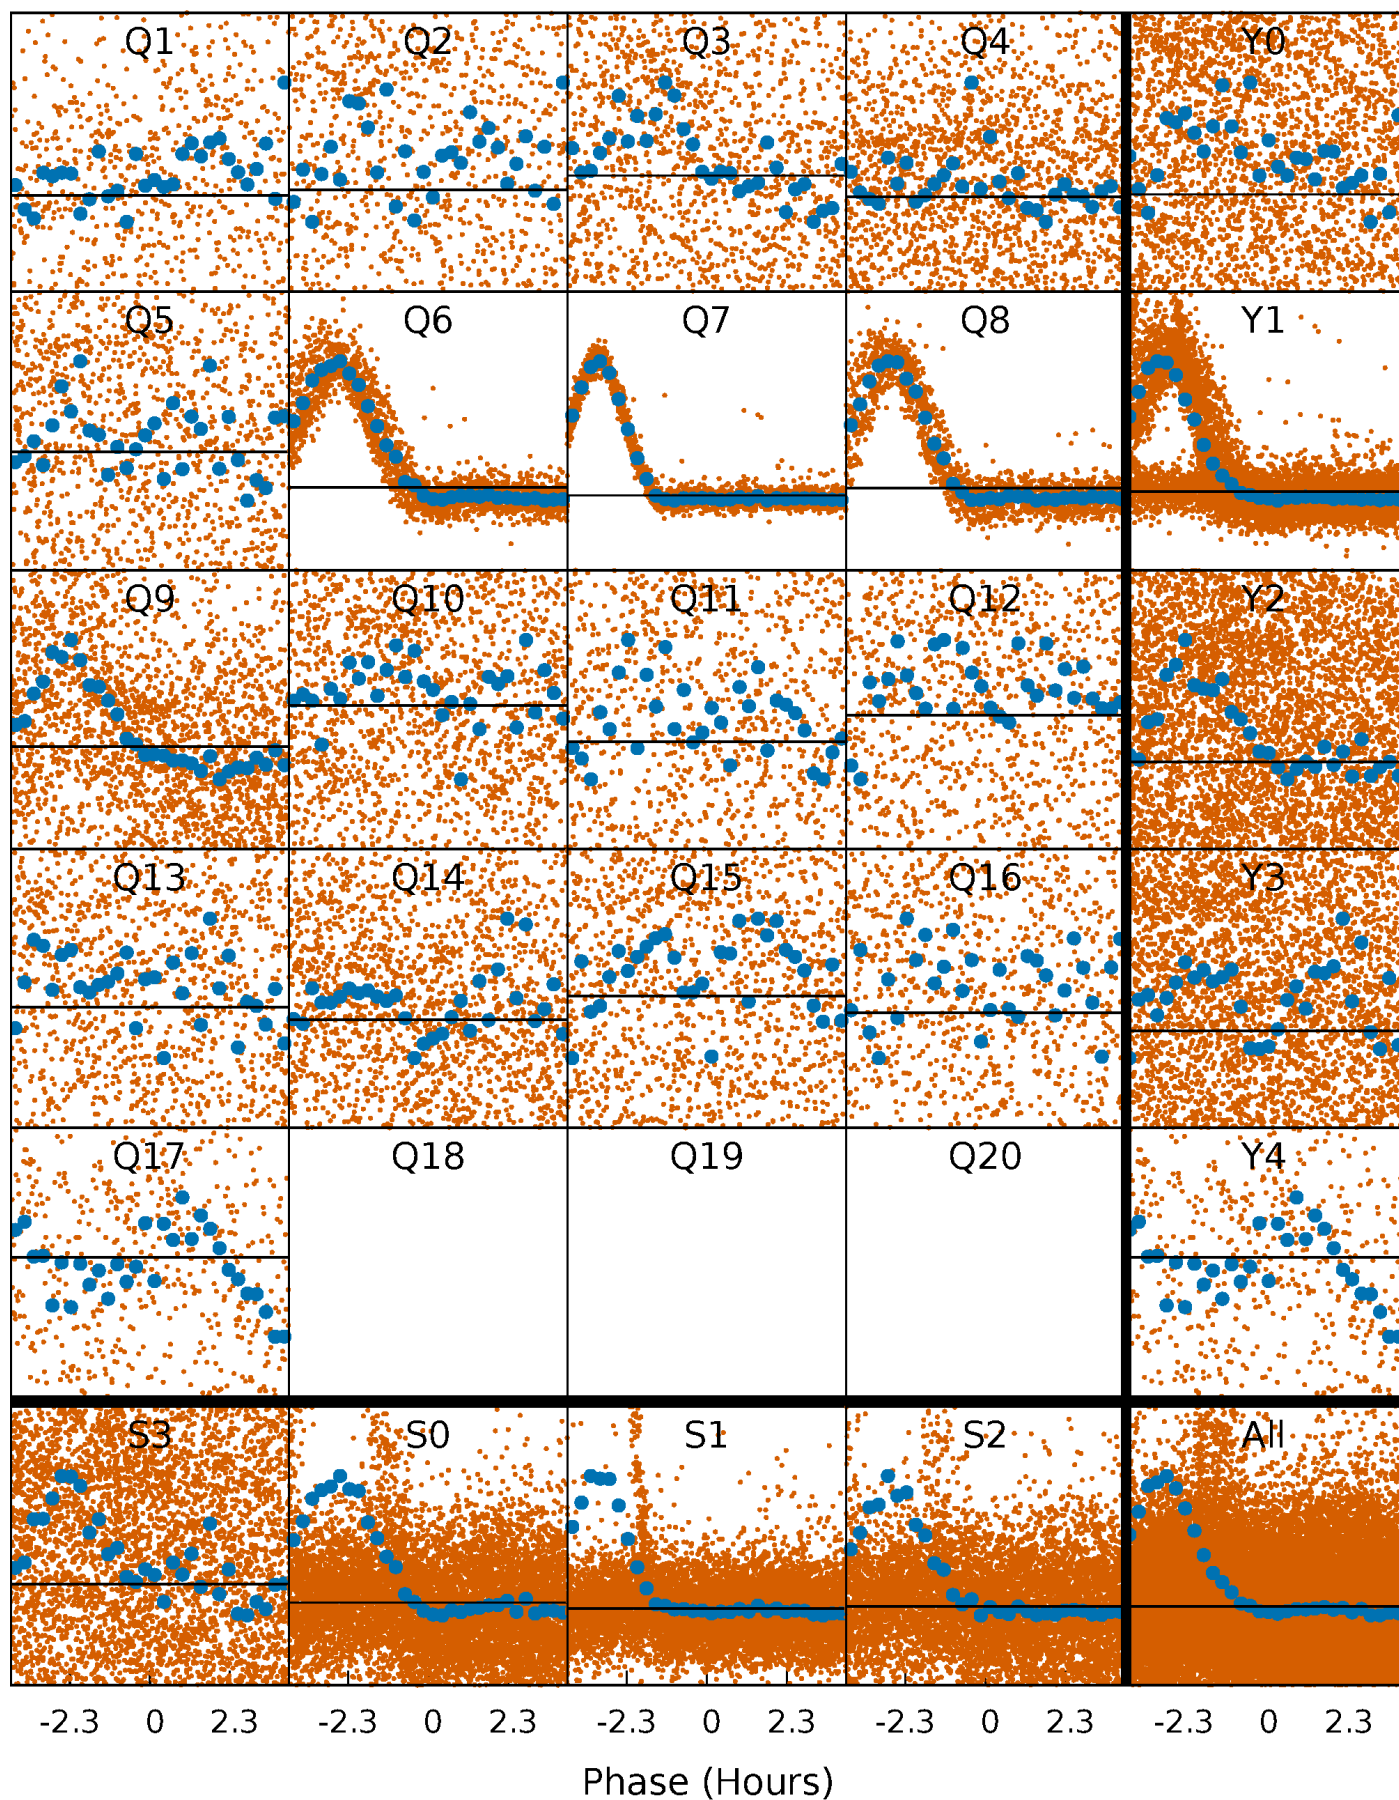 Q1 Q2 Q3 Q4 Y0
Q5 Q6 Q7 Q8 Y1
Q9 Q10 Q11 Q12 Y2
Q13 Q14 Q15 Q16 Y3
Q17 Q18 Q19 Q20 Y4
S3 S0 S1 S2 All
-2.3 0 2.3 -2.3 0 2.3 -2.3 0 2.3 -2.3 0 2.3 -2.3 0 2.3
Phase (Hours)